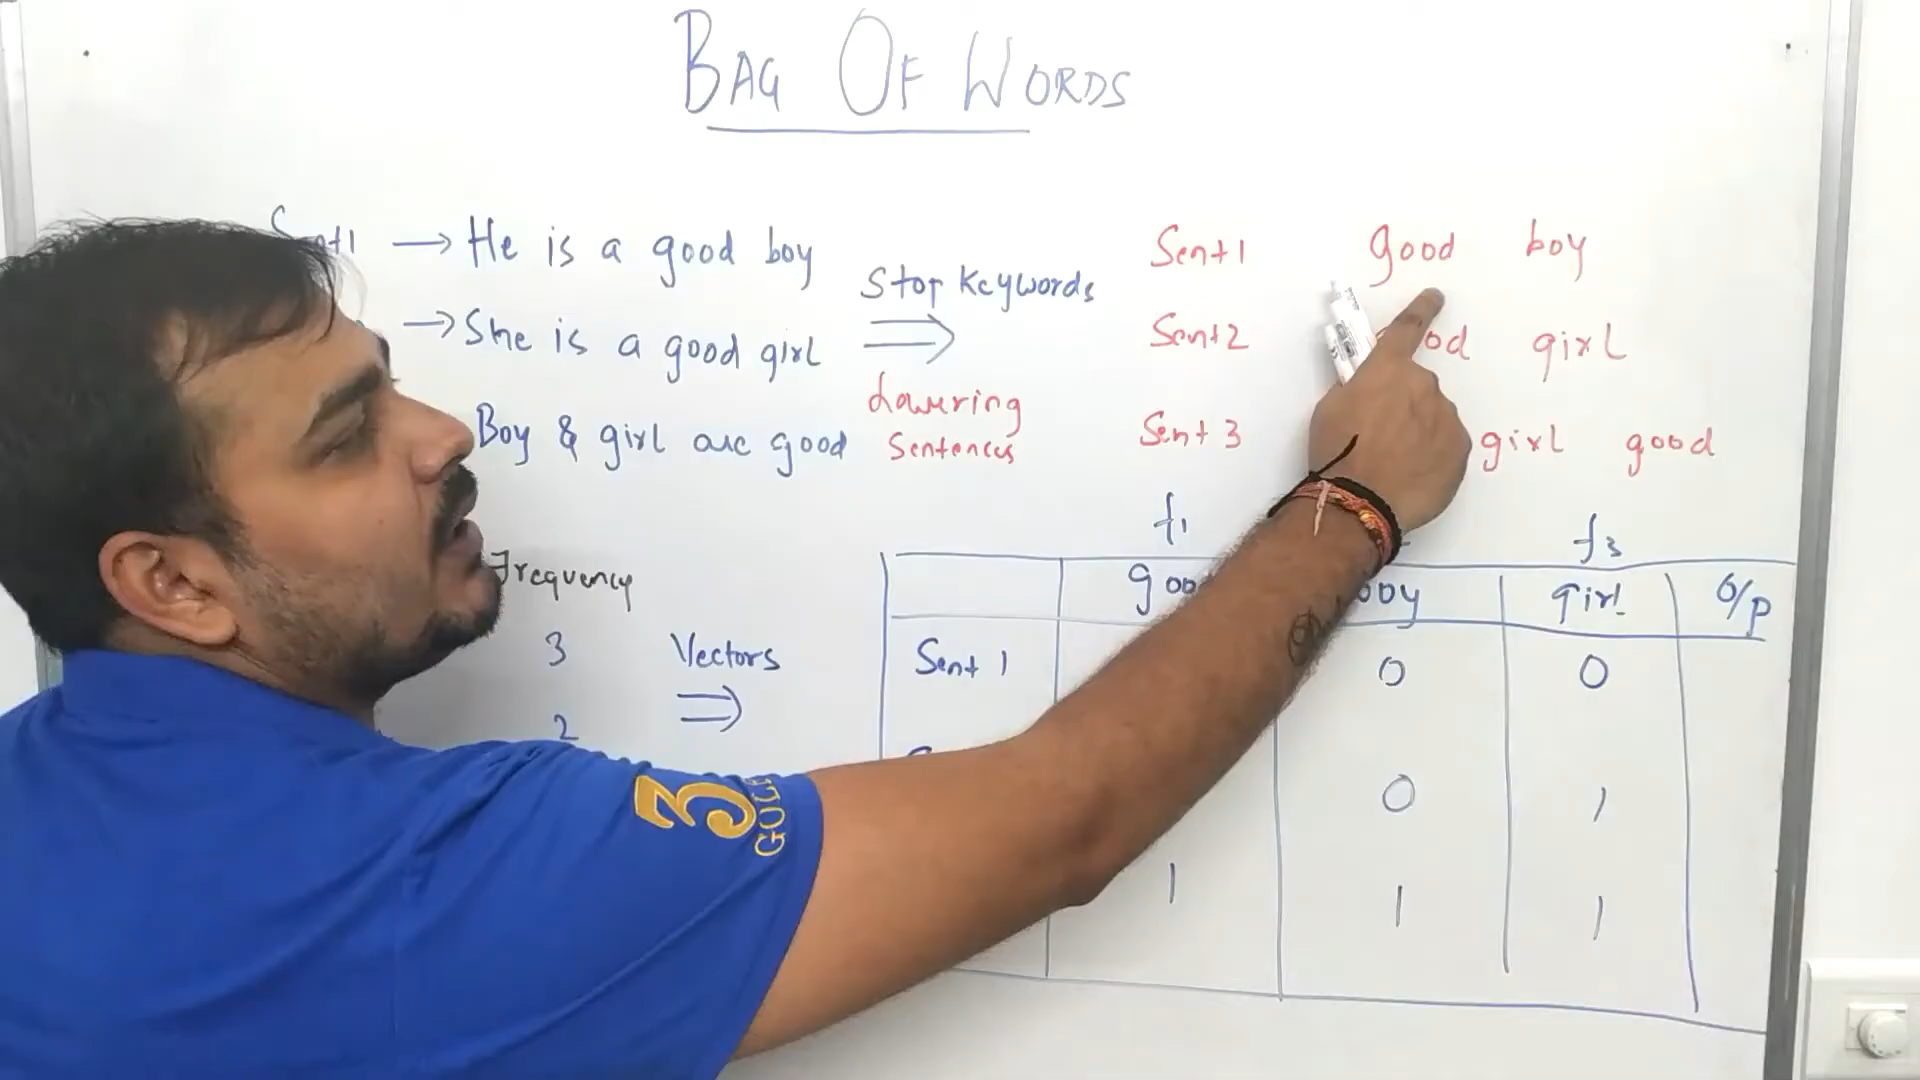 BAG OF WORDS
Sent1 → He is a good boy
→ She is a good girl
Boy & girl are good
Stop Keywords
⇒
Lowering
Sentences
Sent1 good boy
Sent2 girl
Sent 3 girl good
Frequency
3
2
Vectors
⇒
f1 f3
good boy girl O/p
Sent 1 0 0
0 1
1 1 1
3
GOLF